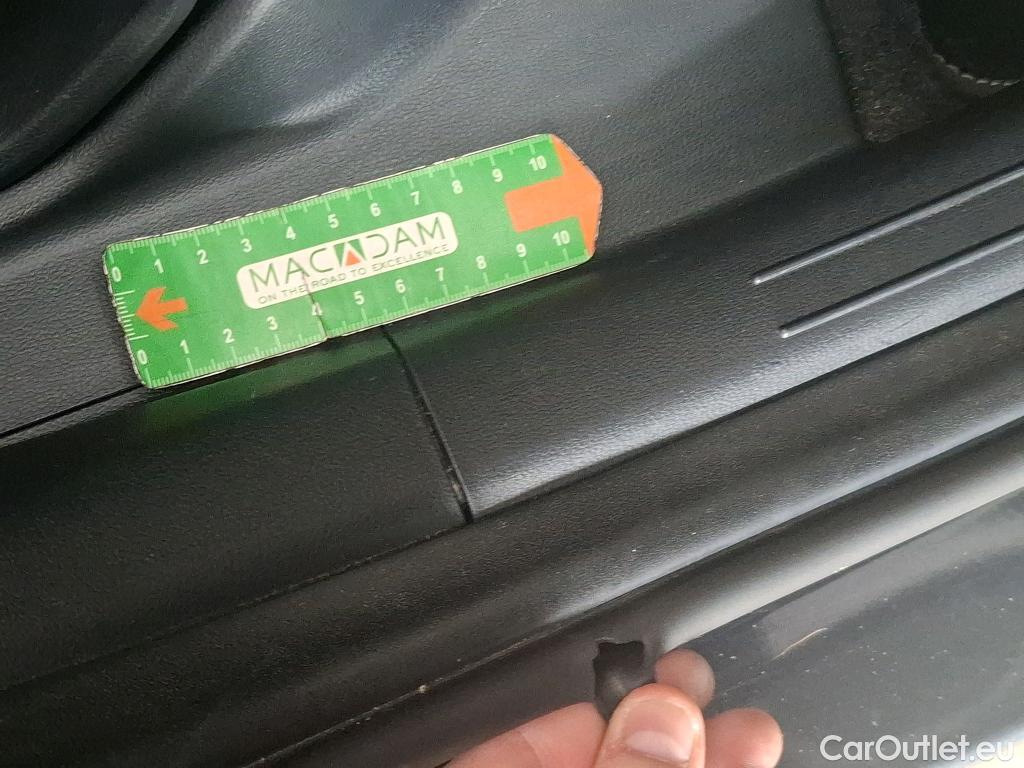 0 1 2 3 4 5 6 7 8 9 10
MACADAM
ON THE ROAD TO EXCELLENCE
0 1 2 3 4 5 6 7 8 9 10
CarOutlet.eu